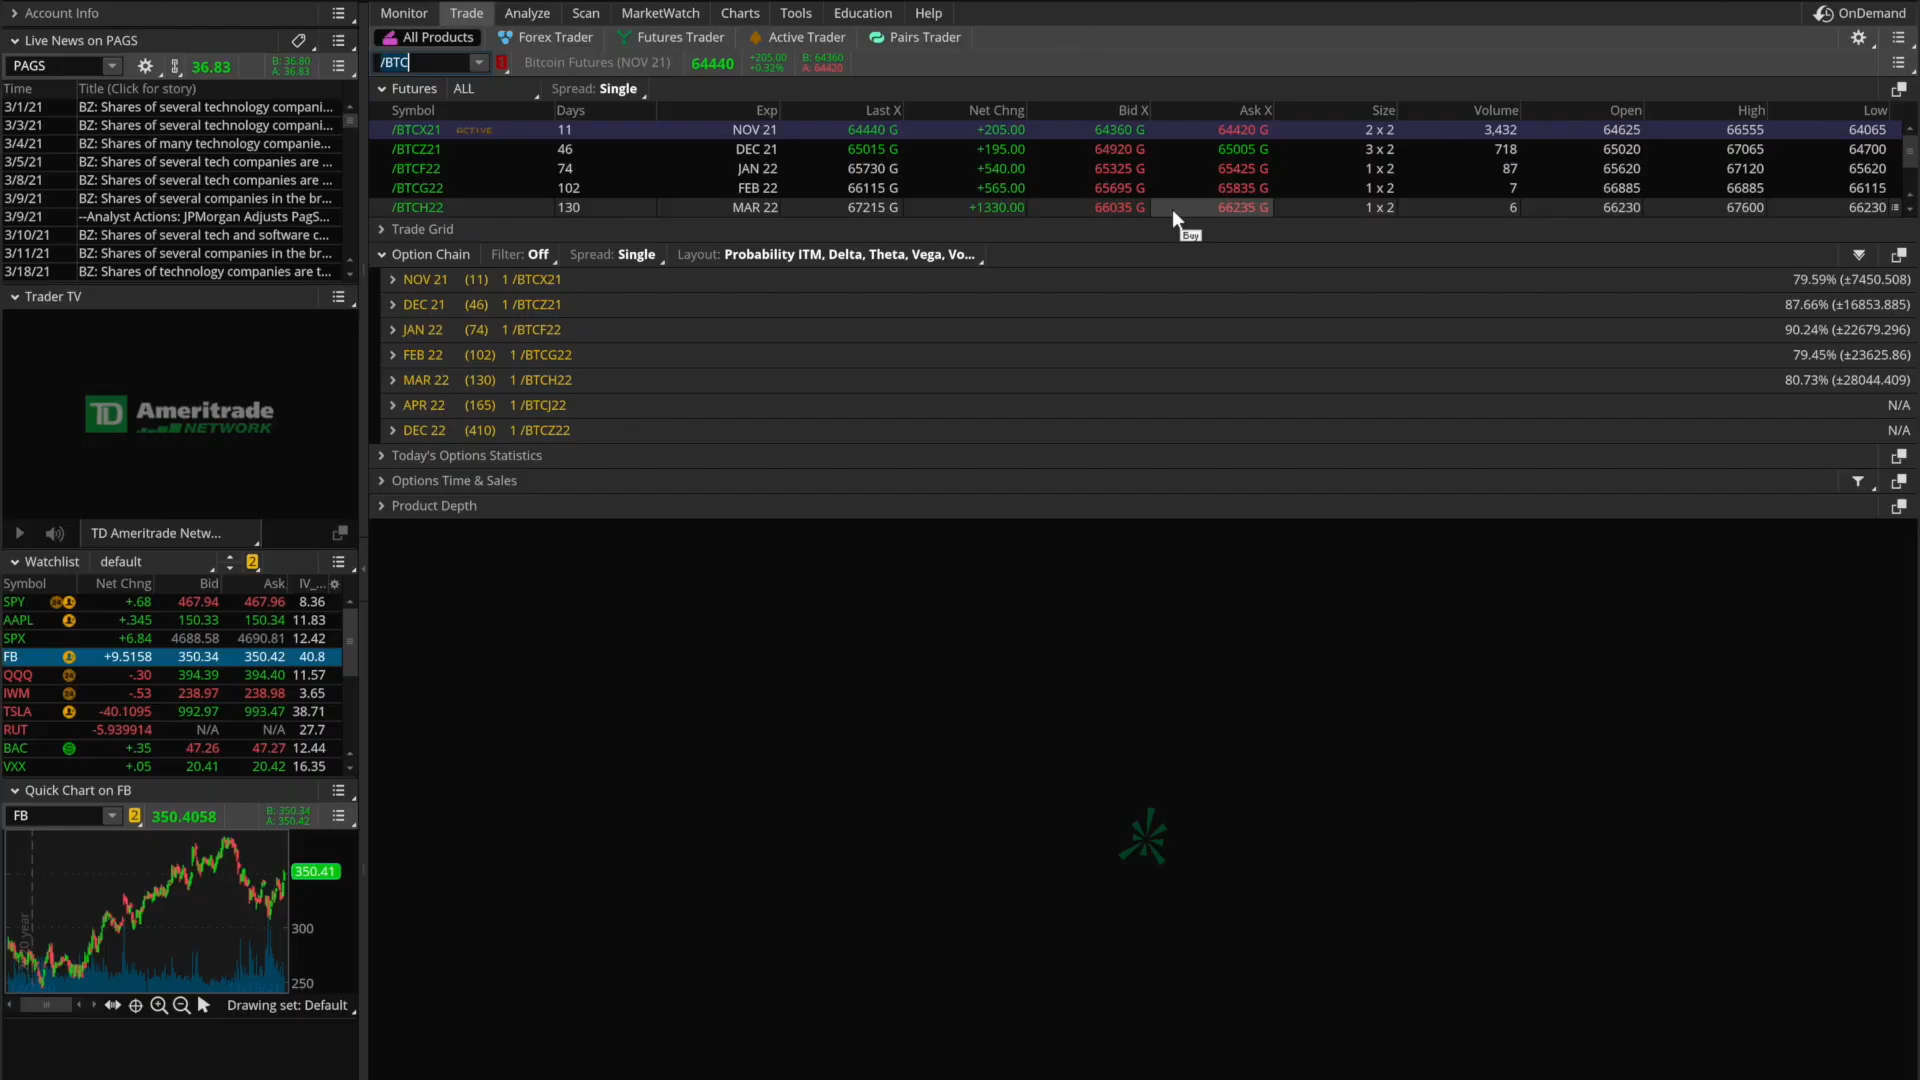 Account Info
Live News on PAGS
PAGS 36.83 B: 36.80 A: 36.83
Time Title (Click for story)
3/1/21 BZ: Shares of several technology compani...
3/3/21 BZ: Shares of several technology compani...
3/4/21 BZ: Shares of many technology companie...
3/5/21 BZ: Shares of several tech companies are ...
3/8/21 BZ: Shares of several tech companies are ...
3/9/21 BZ: Shares of several companies in the br...
3/9/21 --Analyst Actions: JPMorgan Adjusts PagS...
3/10/21 BZ: Shares of several tech and software c...
3/11/21 BZ: Shares of several companies in the br...
3/18/21 BZ: Shares of technology companies are t...
Trader TV
TD Ameritrade
NETWORK
TD Ameritrade Netw...
Watchlist default 2
Symbol Net Chng Bid Ask IV_...
SPY +.68 467.94 467.96 8.36
AAPL +.345 150.33 150.34 11.83
SPX +6.84 4688.58 4690.81 12.42
FB +9.5158 350.34 350.42 40.8
QQQ -.30 394.39 394.40 11.57
IWM -.53 238.97 238.98 3.65
TSLA -40.1095 992.97 993.47 38.71
RUT -5.939914 N/A N/A 27.7
BAC +.35 47.26 47.27 12.44
VXX +.05 20.41 20.42 16.35
Quick Chart on FB
FB 2 350.4058 B: 350.34 A: 350.42
350.41
300
250
Drawing set: Default
Monitor Trade Analyze Scan MarketWatch Charts Tools Education Help OnDemand
All Products Forex Trader Futures Trader Active Trader Pairs Trader
/BTC Bitcoin Futures (NOV 21) 64440 +205.00 +0.32% B: 64360 A: 64420
Futures ALL Spread: Single
Symbol Days Exp Last X Net Chng Bid X Ask X Size Volume Open High Low
/BTCX21 ACTIVE 11 NOV 21 64440 G +205.00 64360 G 64420 G 2 x 2 3,432 64625 66555 64065
/BTCZ21 46 DEC 21 65015 G +195.00 64920 G 65005 G 3 x 2 718 65020 67065 64700
/BTCF22 74 JAN 22 65730 G +540.00 65325 G 65425 G 1 x 2 87 65620 67120 65620
/BTCG22 102 FEB 22 66115 G +565.00 65695 G 65835 G 1 x 2 7 66885 66885 66115
/BTCH22 130 MAR 22 67215 G +1330.00 66035 G 66235 G 1 x 2 6 66230 67600 66230
Buy
Trade Grid
Option Chain Filter: Off Spread: Single Layout: Probability ITM, Delta, Theta, Vega, Vo...
NOV 21 (11) 1 /BTCX21 79.59% (±7450.508)
DEC 21 (46) 1 /BTCZ21 87.66% (±16853.885)
JAN 22 (74) 1 /BTCF22 90.24% (±22679.296)
FEB 22 (102) 1 /BTCG22 79.45% (±23625.86)
MAR 22 (130) 1 /BTCH22 80.73% (±28044.409)
APR 22 (165) 1 /BTCJ22 N/A
DEC 22 (410) 1 /BTCZ22 N/A
Today's Options Statistics
Options Time & Sales
Product Depth